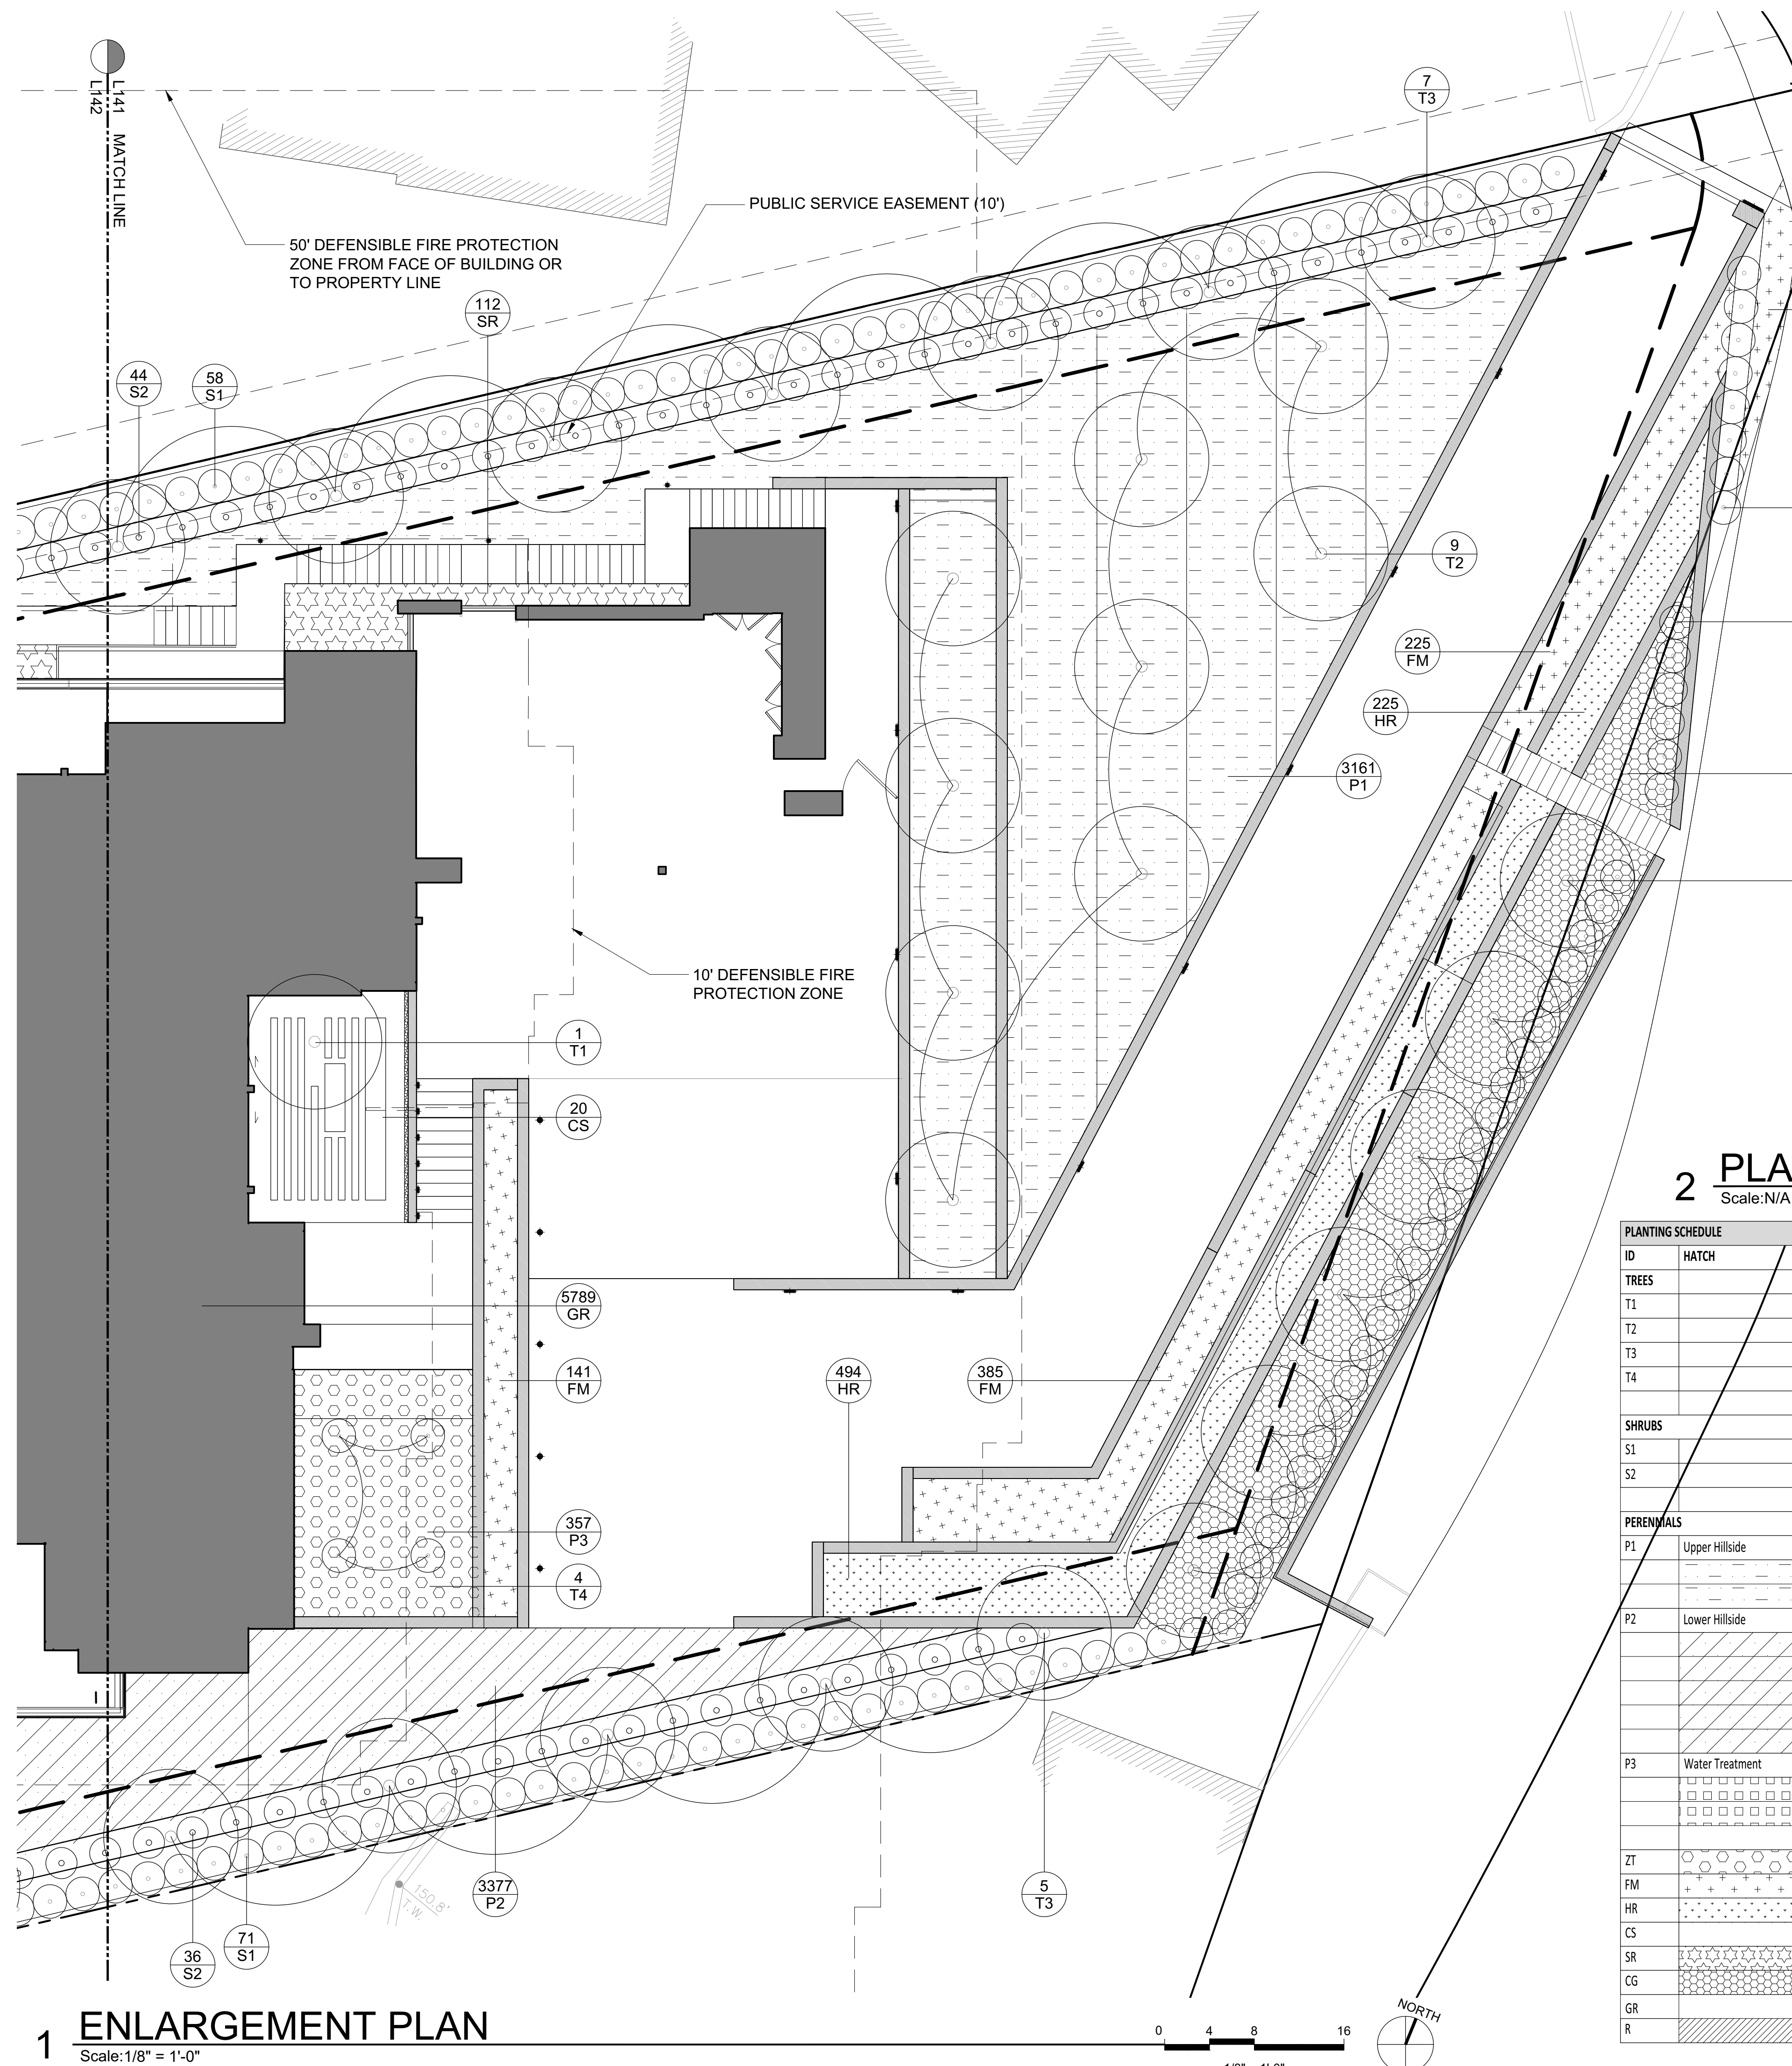 L141
L142
MATCH LINE
50' DEFENSIBLE FIRE PROTECTION
ZONE FROM FACE OF BUILDING OR
TO PROPERTY LINE
PUBLIC SERVICE EASEMENT (10')
7
T3
112
SR
44
S2
58
S1
9
T2
225
FM
225
HR
3161
P1
10' DEFENSIBLE FIRE
PROTECTION ZONE
1
T1
20
CS
5789
GR
141
FM
494
HR
385
FM
357
P3
4
T4
3377
P2
5
T3
71
S1
36
S2
150.8'
T.W.
2 PLA
Scale:N/A
PLANTING SCHEDULE
ID HATCH
TREES
T1
T2
T3
T4
SHRUBS
S1
S2
PERENNIALS
P1 Upper Hillside
P2 Lower Hillside
P3 Water Treatment
ZT
FM
HR
CS
SR
CG
GR
R
1 ENLARGEMENT PLAN
Scale:1/8" = 1'-0"
0 4 8 16
NORTH